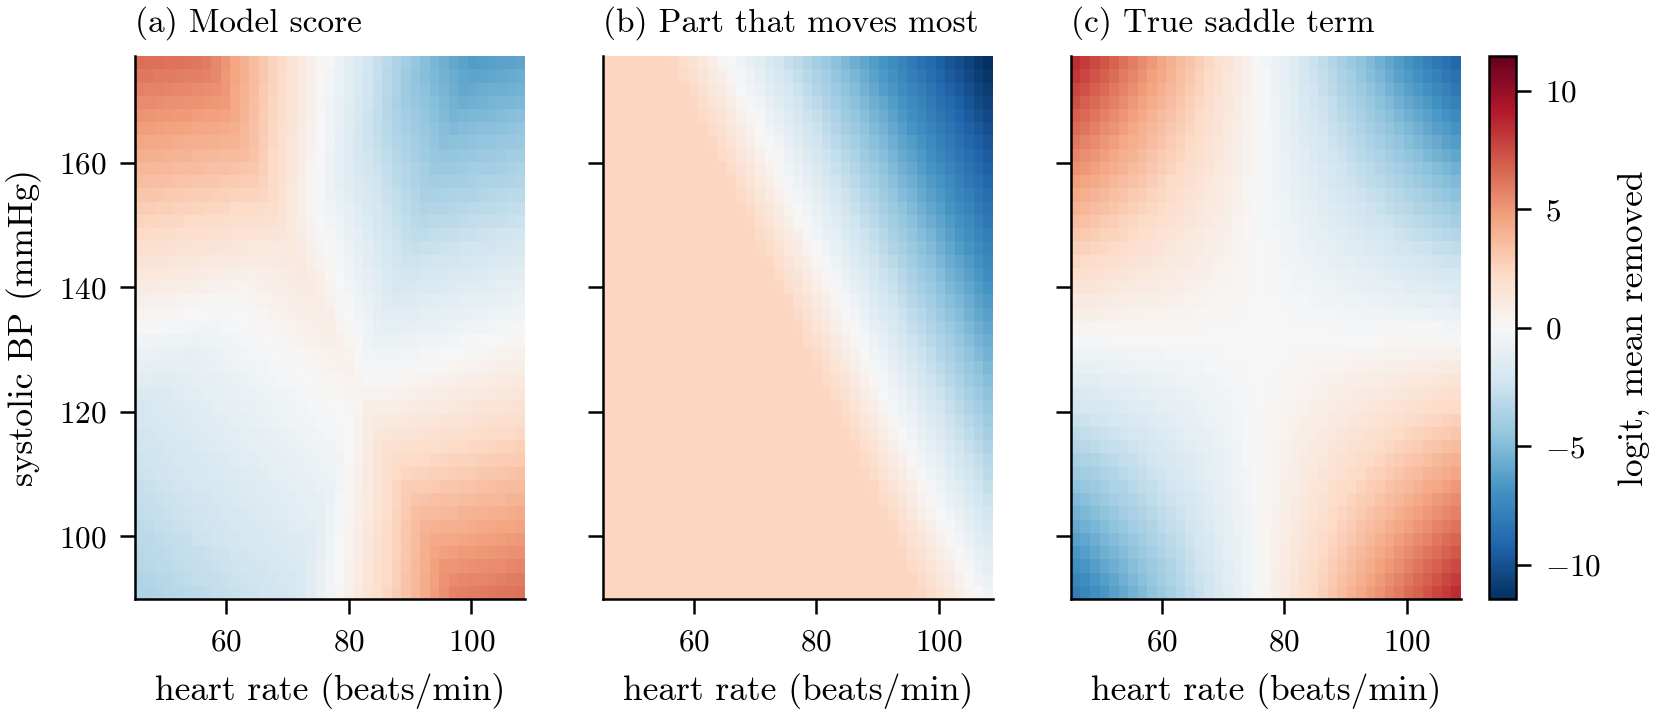 (a) Model score
(b) Part that moves most
(c) True saddle term
systolic BP (mmHg)
160
140
120
100
60 80 100
60 80 100
60 80 100
heart rate (beats/min)
heart rate (beats/min)
heart rate (beats/min)
10
5
0
−5
−10
logit, mean removed